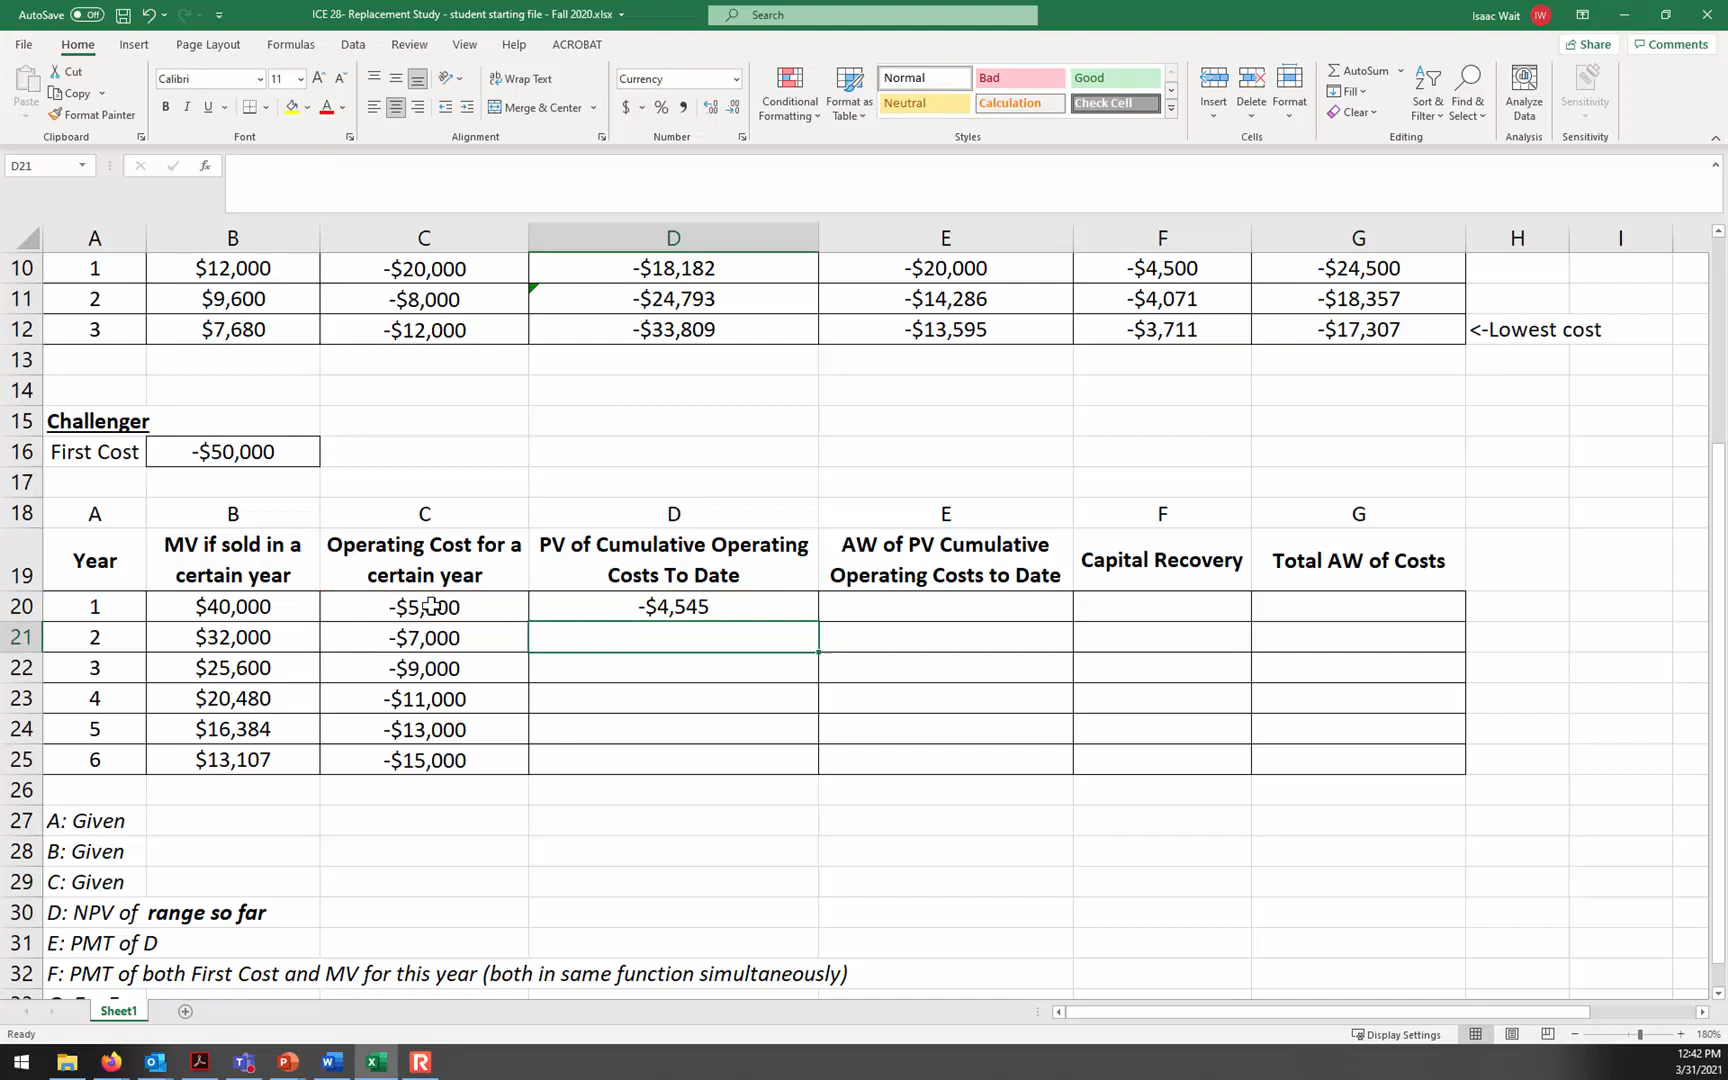 AutoSave Off ICE 28- Replacement Study - student starting file - Fall 2020.xlsx Search Isaac Wait IW
File Home Insert Page Layout Formulas Data Review View Help ACROBAT Share Comments
Paste Cut Copy Format Painter
Calibri 11 A A B I U A
Wrap Text Merge & Center
Currency $ %
Conditional Formatting Format as Table
Normal Bad Good
Neutral Calculation Check Cell
Insert Delete Format
AutoSum Fill Clear Sort & Filter Find & Select
Analyze Data Sensitivity
Clipboard Font Alignment Number Styles Cells Editing Analysis Sensitivity
D21 fx
A B C D E F G H I
10 1 $12,000 -$20,000 -$18,182 -$20,000 -$4,500 -$24,500
11 2 $9,600 -$8,000 -$24,793 -$14,286 -$4,071 -$18,357
12 3 $7,680 -$12,000 -$33,809 -$13,595 -$3,711 -$17,307 <-Lowest cost
13
14
15 Challenger
16 First Cost -$50,000
17
18 A B C D E F G
19 Year MV if sold in a certain year Operating Cost for a certain year PV of Cumulative Operating Costs To Date AW of PV Cumulative Operating Costs to Date Capital Recovery Total AW of Costs
20 1 $40,000 -$5,000 -$4,545
21 2 $32,000 -$7,000
22 3 $25,600 -$9,000
23 4 $20,480 -$11,000
24 5 $16,384 -$13,000
25 6 $13,107 -$15,000
26
27 A: Given
28 B: Given
29 C: Given
30 D: NPV of range so far
31 E: PMT of D
32 F: PMT of both First Cost and MV for this year (both in same function simultaneously)
Sheet1
Ready Display Settings 180%
12:42 PM
3/31/2021